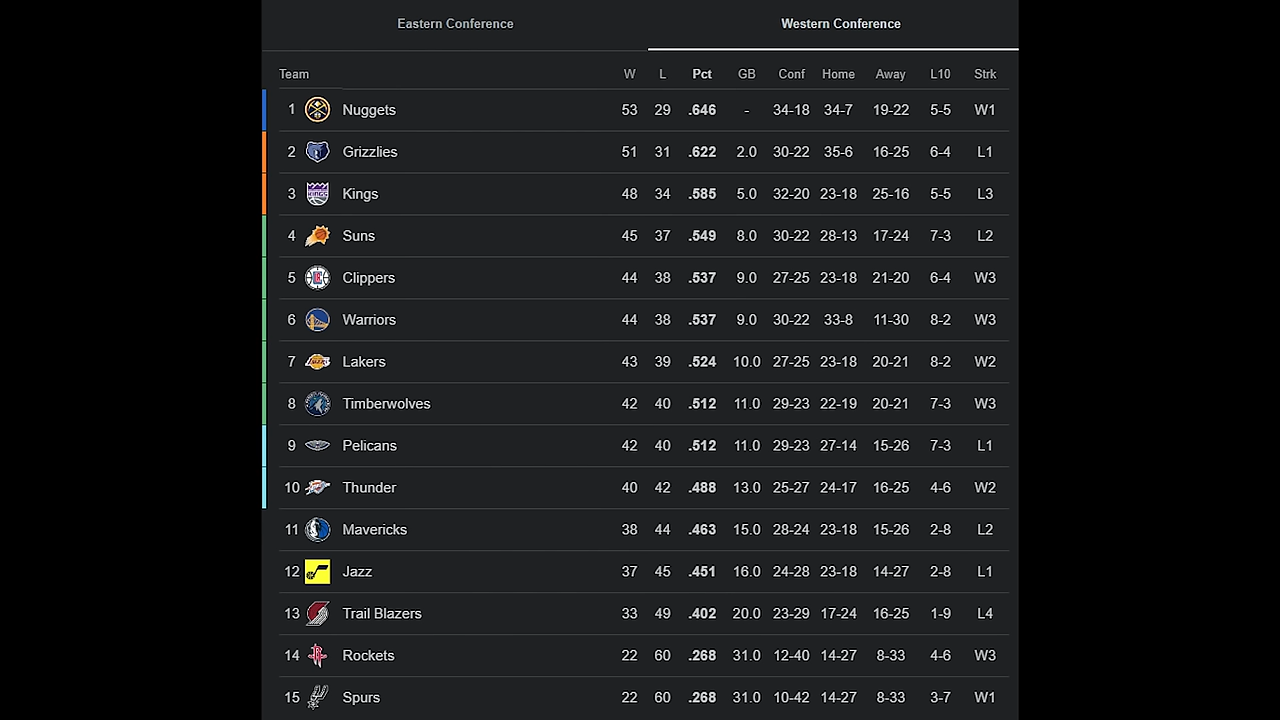 Eastern Conference Western Conference
Team W L Pct GB Conf Home Away L10 Strk
1 Nuggets 53 29 .646 - 34-18 34-7 19-22 5-5 W1
2 Grizzlies 51 31 .622 2.0 30-22 35-6 16-25 6-4 L1
3 Kings 48 34 .585 5.0 32-20 23-18 25-16 5-5 L3
4 Suns 45 37 .549 8.0 30-22 28-13 17-24 7-3 L2
5 Clippers 44 38 .537 9.0 27-25 23-18 21-20 6-4 W3
6 Warriors 44 38 .537 9.0 30-22 33-8 11-30 8-2 W3
7 Lakers 43 39 .524 10.0 27-25 23-18 20-21 8-2 W2
8 Timberwolves 42 40 .512 11.0 29-23 22-19 20-21 7-3 W3
9 Pelicans 42 40 .512 11.0 29-23 27-14 15-26 7-3 L1
10 Thunder 40 42 .488 13.0 25-27 24-17 16-25 4-6 W2
11 Mavericks 38 44 .463 15.0 28-24 23-18 15-26 2-8 L2
12 Jazz 37 45 .451 16.0 24-28 23-18 14-27 2-8 L1
13 Trail Blazers 33 49 .402 20.0 23-29 17-24 16-25 1-9 L4
14 Rockets 22 60 .268 31.0 12-40 14-27 8-33 4-6 W3
15 Spurs 22 60 .268 31.0 10-42 14-27 8-33 3-7 W1